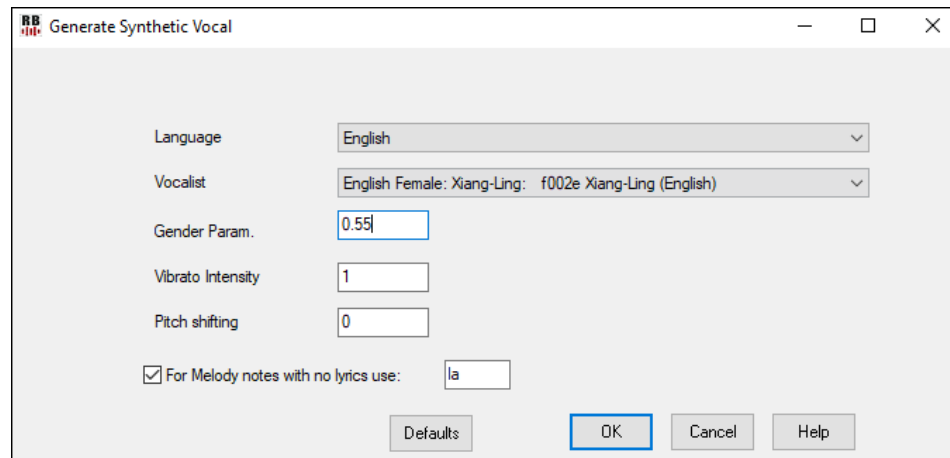 RB Generate Synthetic Vocal
Language English
Vocalist English Female: Xiang-Ling: f002e Xiang-Ling (English)
Gender Param. 0.55
Vibrato Intensity 1
Pitch shifting 0
For Melody notes with no lyrics use: la
Defaults OK Cancel Help